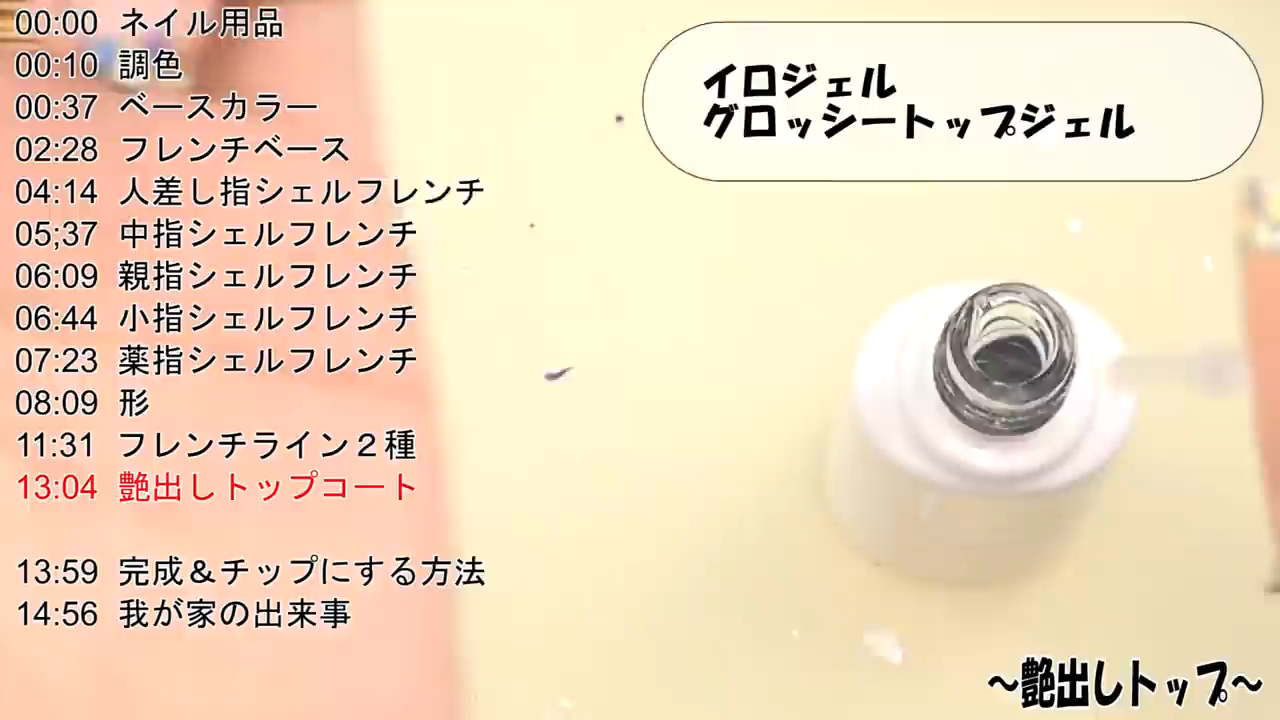 00:00 ネイル用品
00:10 調色
00:37 ベースカラー
02:28 フレンチベース
04:14 人差し指シェルフレンチ
05;37 中指シェルフレンチ
06:09 親指シェルフレンチ
06:44 小指シェルフレンチ
07:23 薬指シェルフレンチ
08:09 形
11:31 フレンチライン２種
13:04 艶出しトップコート
13:59 完成＆チップにする方法
14:56 我が家の出来事
イロジェル
グロッシートップジェル
～艶出しトップ～